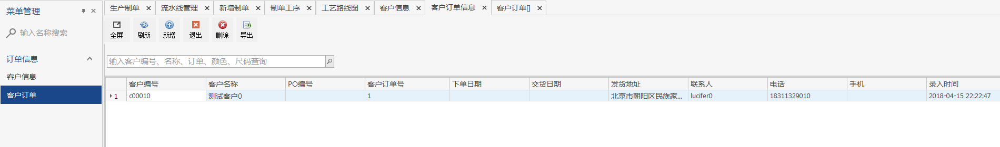 菜单管理
生产制单 流水线管理 新增制单 制单工序 工艺路线图 客户信息 客户订单信息 客户订单[]
输入名称搜索
全屏 刷新 新增 退出 删除 导出
XLS
订单信息
客户信息
客户订单
输入客户编号、名称、订单、颜色、尺码查询
客户编号 客户名称 PO编号 客户订单号 下单日期 交货日期 发货地址 联系人 电话 手机 录入时间
1 c00010 测试客户0 1 北京市朝阳区民族家... lucifer0 18311329010 2018-04-15 22:22:47